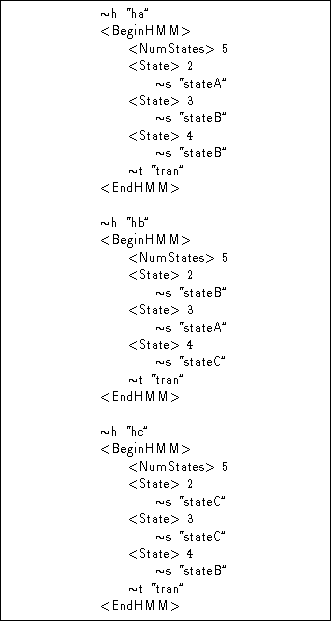 ~h "ha"
<BeginHMM>
<NumStates> 5
<State> 2
~s "stateA"
<State> 3
~s "stateB"
<State> 4
~s "stateB"
~t "tran"
<EndHMM>
~h "hb"
<BeginHMM>
<NumStates> 5
<State> 2
~s "stateB"
<State> 3
~s "stateA"
<State> 4
~s "stateC"
~t "tran"
<EndHMM>
~h "hc"
<BeginHMM>
<NumStates> 5
<State> 2
~s "stateC"
<State> 3
~s "stateC"
<State> 4
~s "stateB"
~t "tran"
<EndHMM>